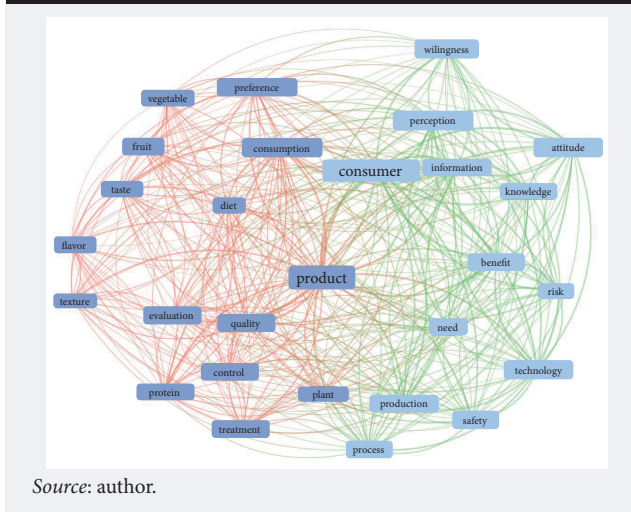 wilingness
preference
vegetable
perception
fruit
consumption
attitude
consumer
information
taste
knowledge
diet
flavor
benefit
product
risk
texture
evaluation
quality
need
control
technology
protein
plant
production
safety
treatment
process
Source: author.